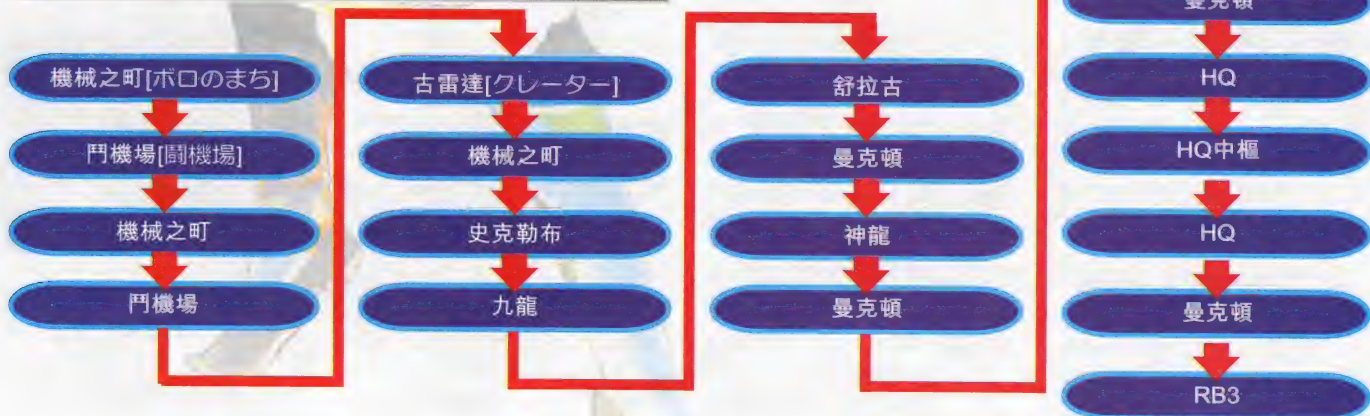 機械之町[ボロのまち]
鬥機場[闘機場]
機械之町
鬥機場
古雷達[クレーター]
機械之町
史克勒布
九龍
舒拉古
曼克頓
神龍
曼克頓
曼克頓
HQ
HQ中樞
HQ
曼克頓
RB3